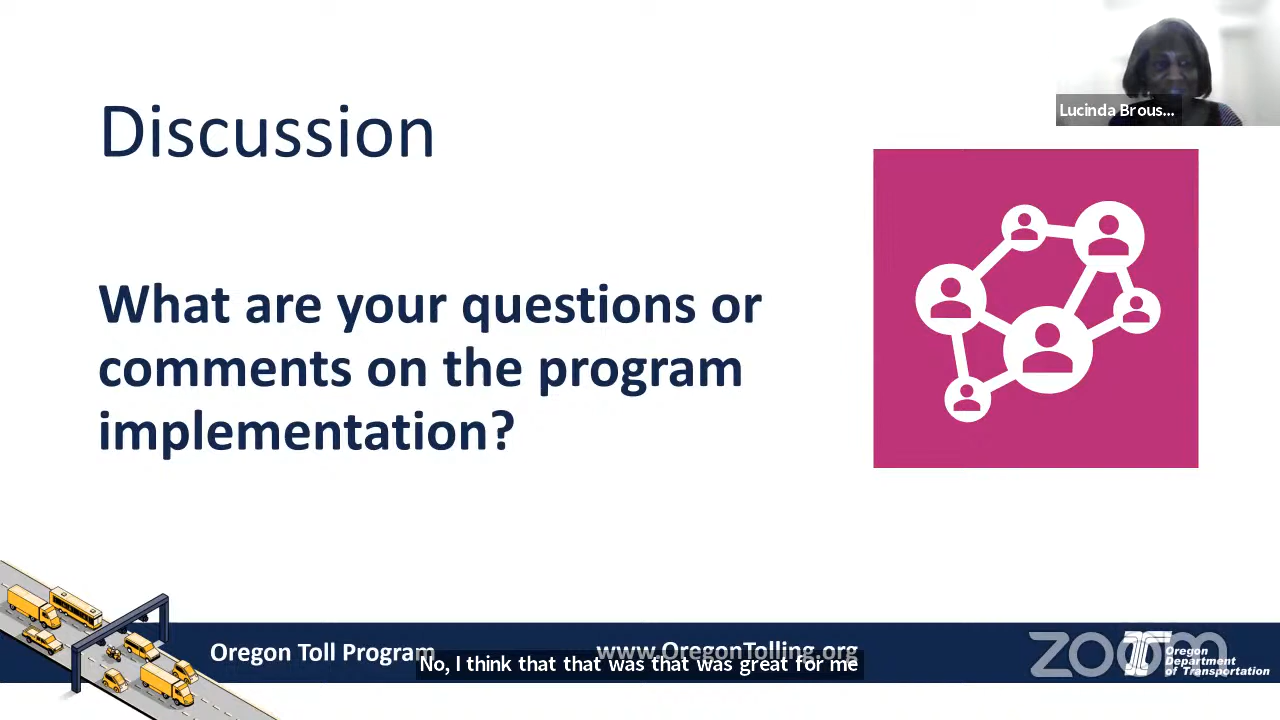 Lucinda Brous...
Discussion
What are your questions or
comments on the program
implementation?
Oregon Toll Program
www.OregonTolling.org
No, I think that that was that was great for me
zoom
Oregon
Department
of Transportation